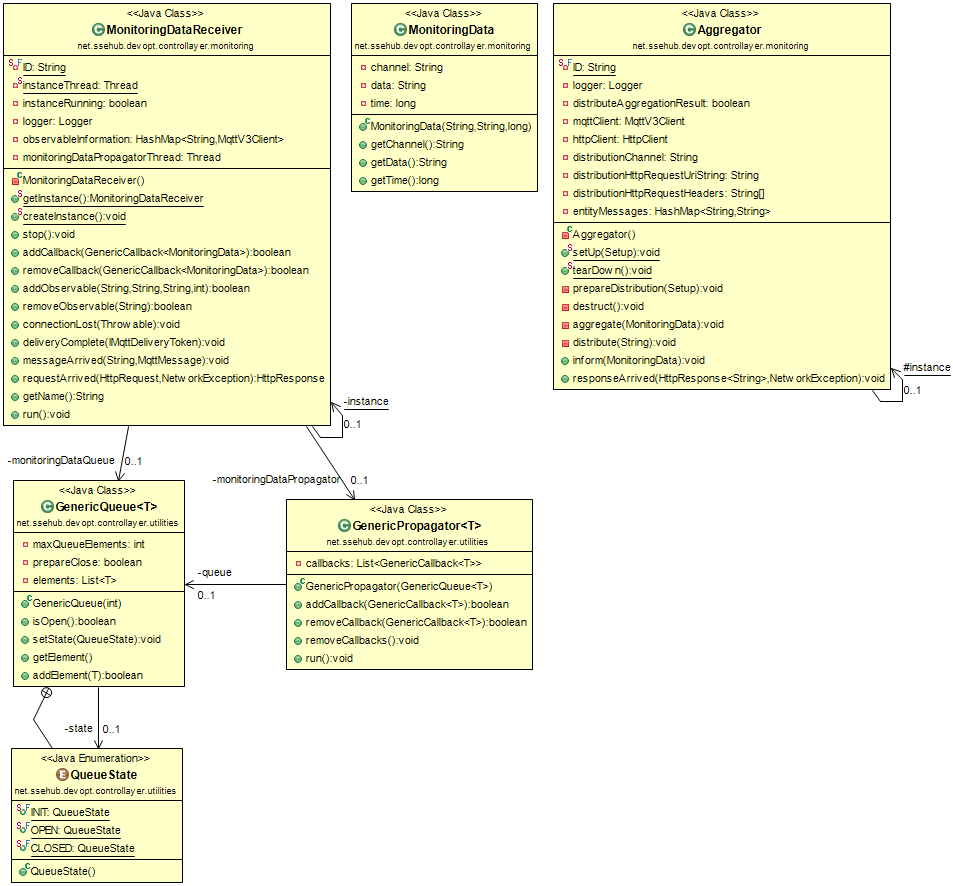 <<Java Class>>
MonitoringDataReceiver
net.ssehub.devopt.controllayer.monitoring
ID: String
instanceThread: Thread
instanceRunning: boolean
logger: Logger
observableInformation: HashMap<String,MqttV3Client>
monitoringDataPropagatorThread: Thread
MonitoringDataReceiver()
getInstance():MonitoringDataReceiver
createInstance():void
stop():void
addCallback(GenericCallback<MonitoringData>):boolean
removeCallback(GenericCallback<MonitoringData>):boolean
addObservable(String,String,String,int):boolean
removeObservable(String):boolean
connectionLost(Throwable):void
deliveryComplete(IMqttDeliveryToken):void
messageArrived(String,MqttMessage):void
requestArrived(HttpRequest,NetworkException):HttpResponse
getName():String
run():void
<<Java Class>>
MonitoringData
net.ssehub.devopt.controllayer.monitoring
channel: String
data: String
time: long
MonitoringData(String,String,long)
getChannel():String
getData():String
getTime():long
<<Java Class>>
Aggregator
net.ssehub.devopt.controllayer.monitoring
ID: String
logger: Logger
distributeAggregationResult: boolean
mqttClient: MqttV3Client
httpClient: HttpClient
distributionChannel: String
distributionHttpRequestUriString: String
distributionHttpRequestHeaders: String[]
entityMessages: HashMap<String,String>
Aggregator()
setUp(Setup):void
tearDown():void
prepareDistribution(Setup):void
destruct():void
aggregate(MonitoringData):void
distribute(String):void
inform(MonitoringData):void
responseArrived(HttpResponse<String>,NetworkException):void
#instance
0..1
-instance
0..1
-monitoringDataQueue
0..1
-monitoringDataPropagator
0..1
<<Java Class>>
GenericQueue<T>
net.ssehub.devopt.controllayer.utilities
maxQueueElements: int
prepareClose: boolean
elements: List<T>
GenericQueue(int)
isOpen():boolean
setState(QueueState):void
getElement()
addElement(T):boolean
-queue
0..1
<<Java Class>>
GenericPropagator<T>
net.ssehub.devopt.controllayer.utilities
callbacks: List<GenericCallback<T>>
GenericPropagator(GenericQueue<T>)
addCallback(GenericCallback<T>):boolean
removeCallback(GenericCallback<T>):boolean
removeCallbacks():void
run():void
-state
0..1
<<Java Enumeration>>
QueueState
net.ssehub.devopt.controllayer.utilities
INIT: QueueState
OPEN: QueueState
CLOSED: QueueState
QueueState()